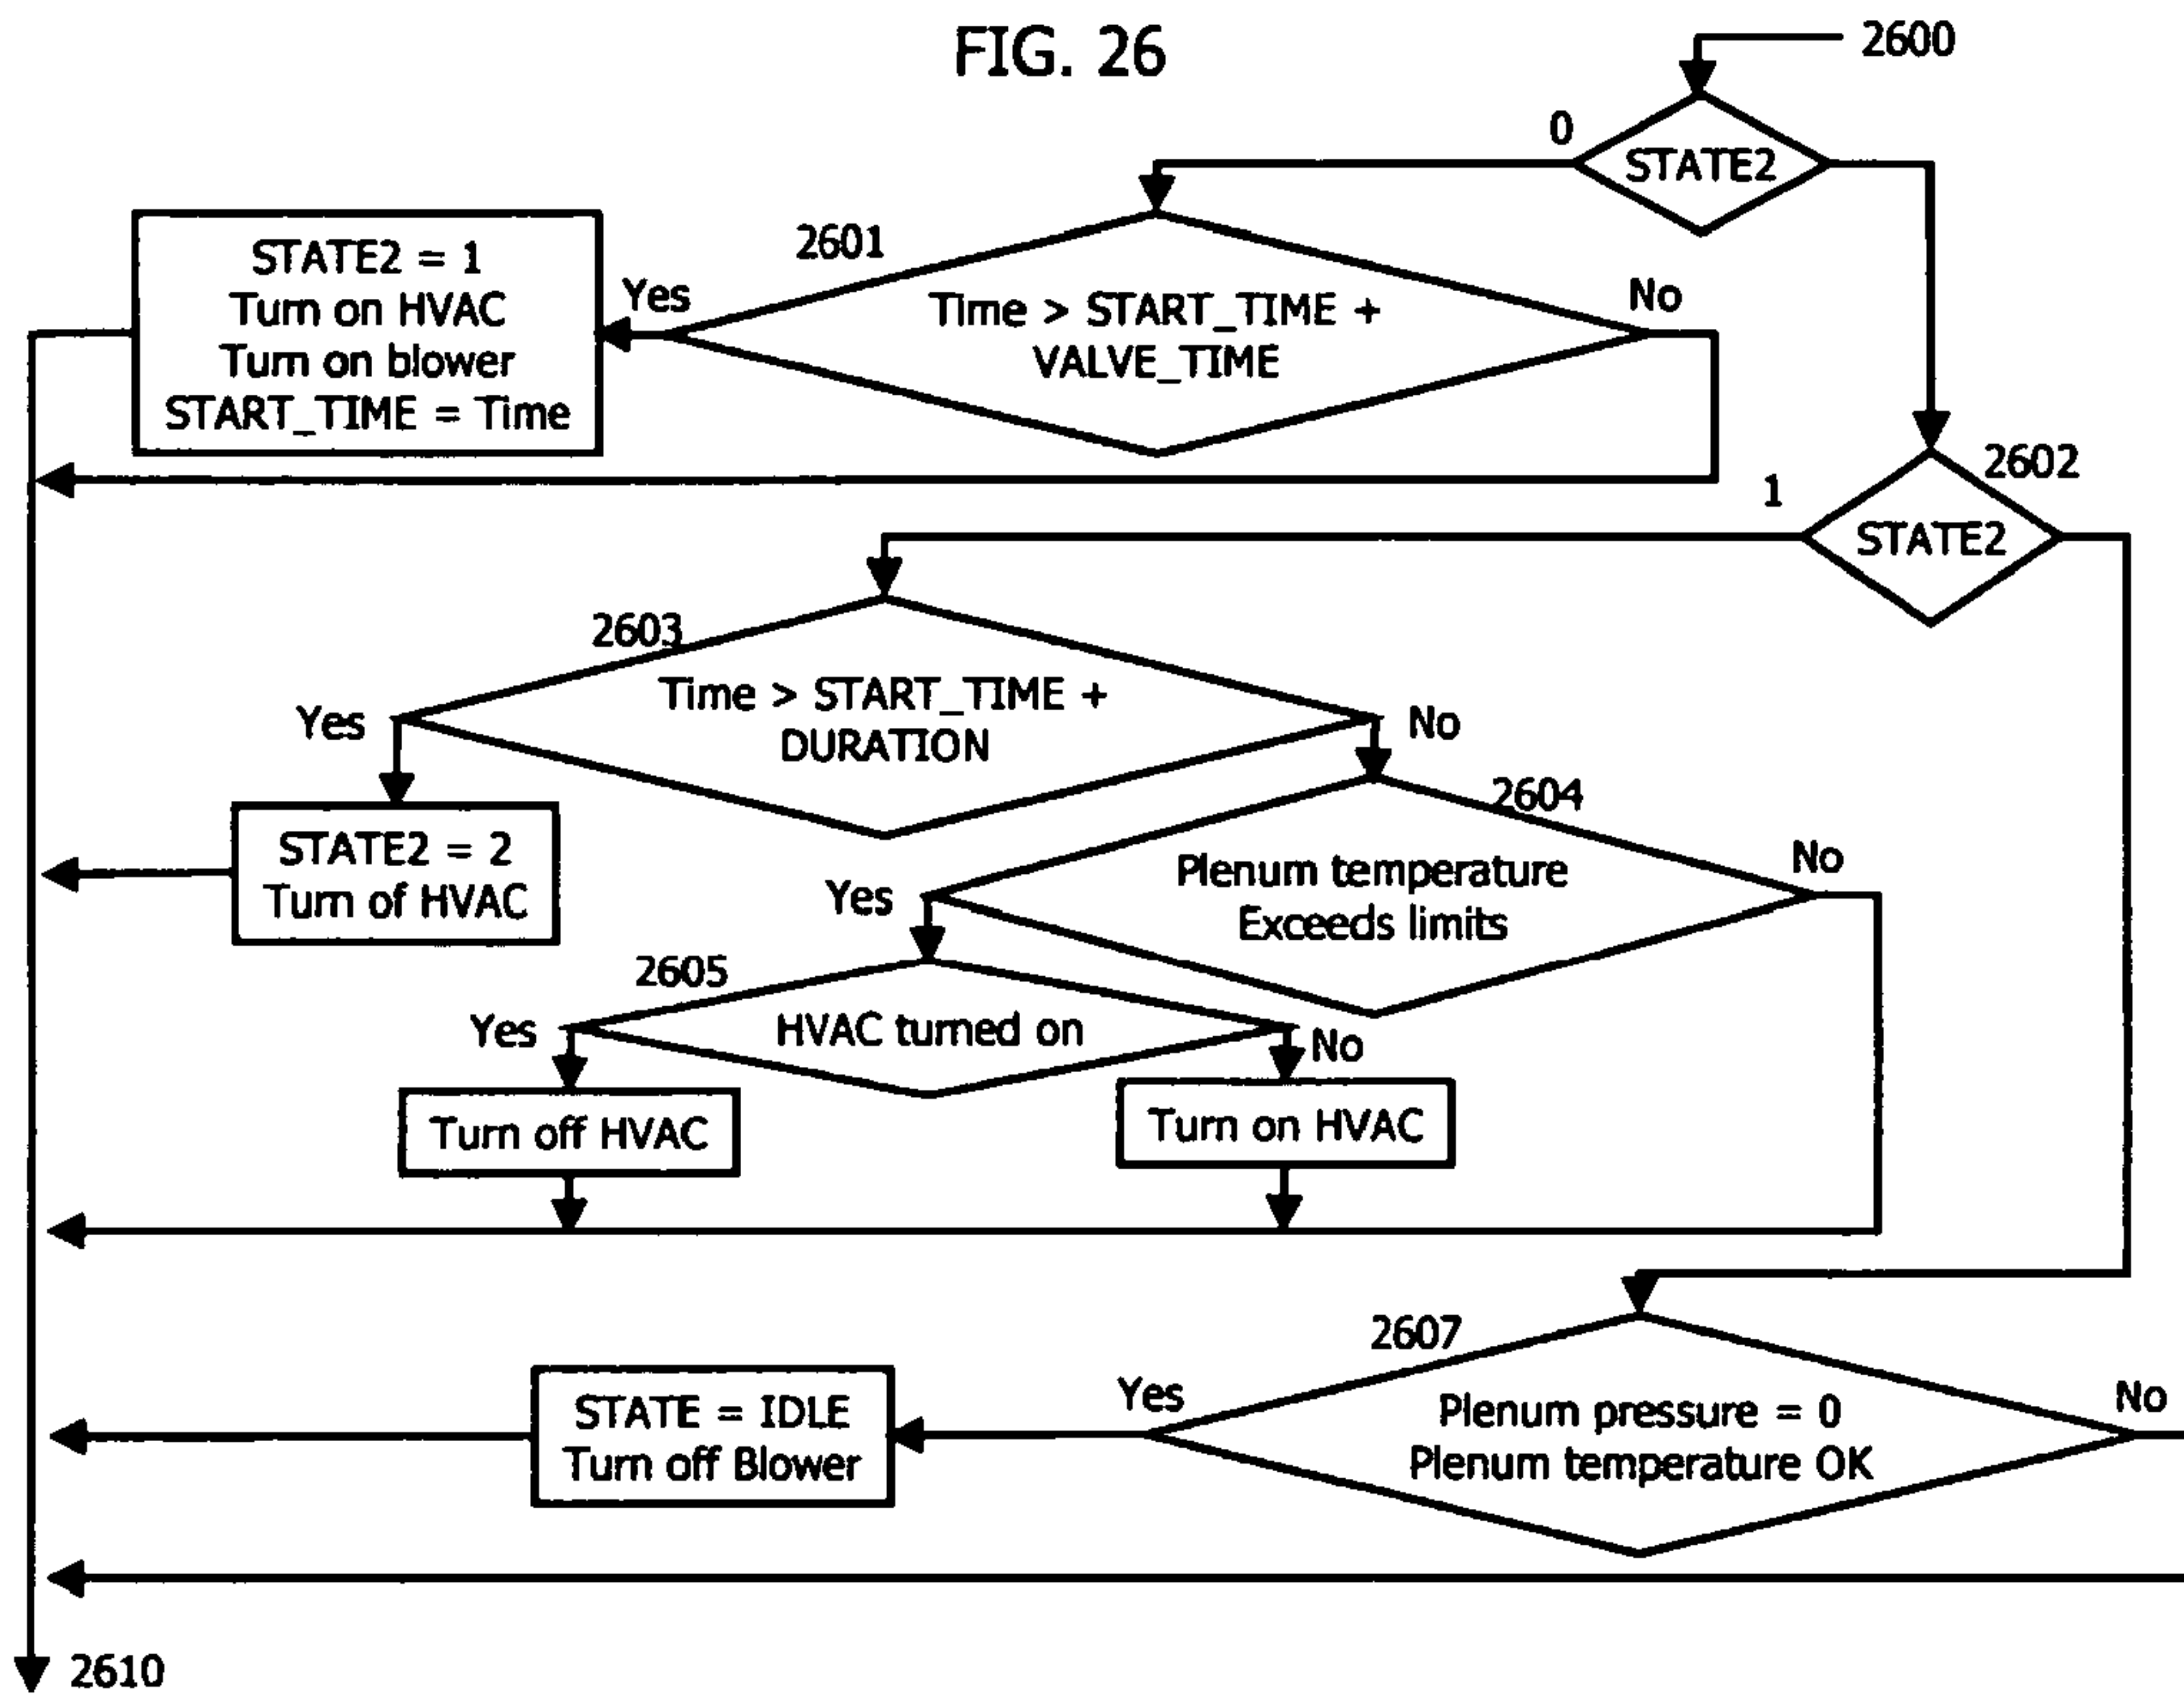 FIG. 26
2600
0
STATE2
2601
STATE2 = 1
Turn on HVAC
Turn on blower
START_TIME = Time
Yes
Time > START_TIME +
VALVE_TIME
No
2602
1
STATE2
2603
Time > START_TIME +
DURATION
Yes
No
2604
STATE2 = 2
Turn of HVAC
Plenum temperature
Exceeds limits
Yes
No
2605
HVAC turned on
Yes
No
Turn off HVAC
Turn on HVAC
2607
STATE = IDLE
Turn off Blower
Yes
Plenum pressure = 0
Plenum temperature OK
No
2610